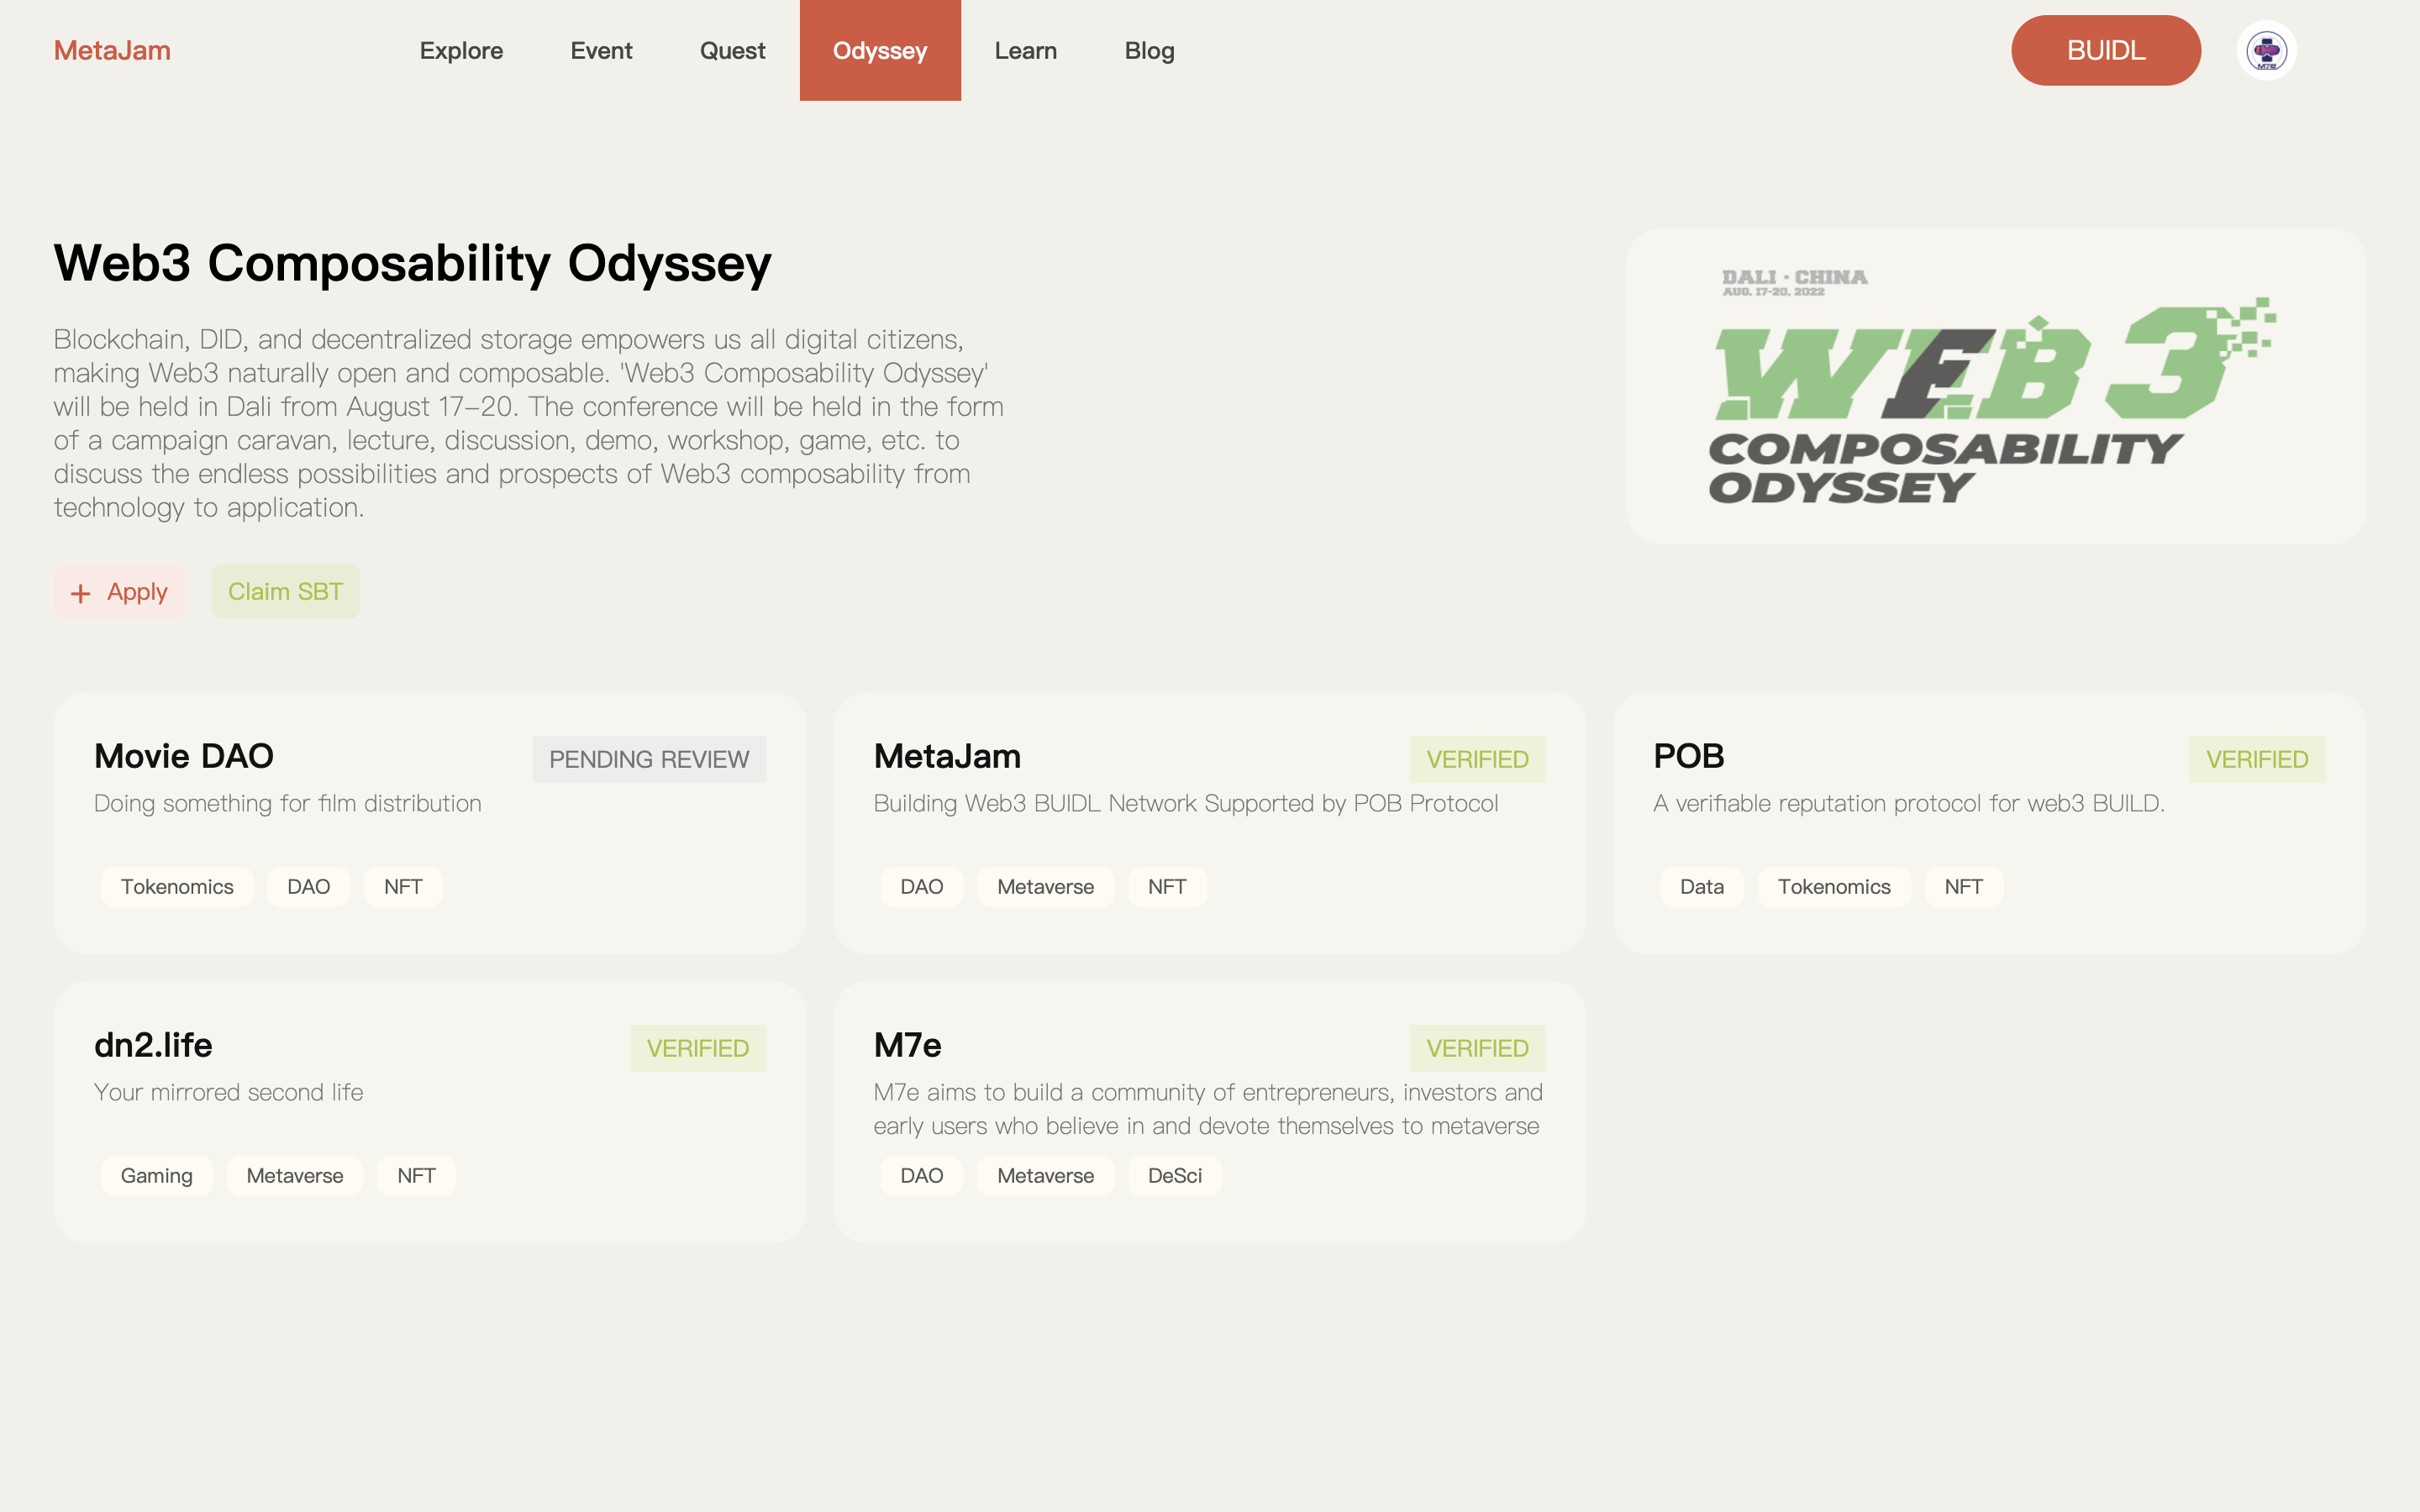 MetaJam
Explore
Event
Quest
Odyssey
Learn
Blog
BUIDL
M7e
Web3 Composability Odyssey
Blockchain, DID, and decentralized storage empowers us all digital citizens,
making Web3 naturally open and composable. 'Web3 Composability Odyssey'
will be held in Dali from August 17–20. The conference will be held in the form
of a campaign caravan, lecture, discussion, demo, workshop, game, etc. to
discuss the endless possibilities and prospects of Web3 composability from
technology to application.
+ Apply
Claim SBT
DALI · CHINA
AUG. 17-20, 2022
WEB 3
COMPOSABILITY
ODYSSEY
Movie DAO
PENDING REVIEW
Doing something for film distribution
Tokenomics
DAO
NFT
MetaJam
VERIFIED
Building Web3 BUIDL Network Supported by POB Protocol
DAO
Metaverse
NFT
POB
VERIFIED
A verifiable reputation protocol for web3 BUILD.
Data
Tokenomics
NFT
dn2.life
VERIFIED
Your mirrored second life
Gaming
Metaverse
NFT
M7e
VERIFIED
M7e aims to build a community of entrepreneurs, investors and
early users who believe in and devote themselves to metaverse
DAO
Metaverse
DeSci